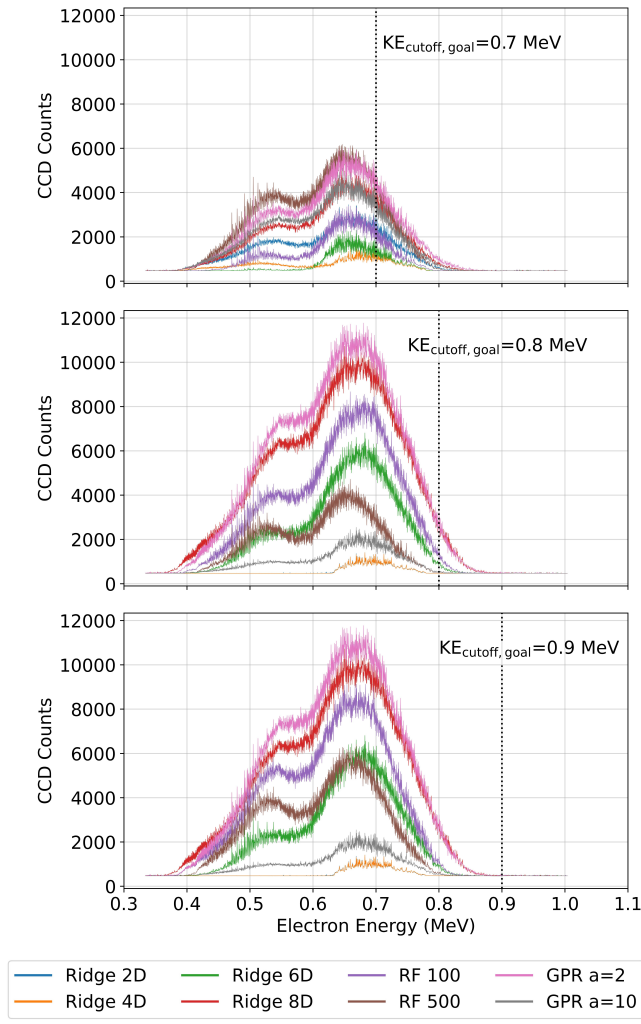 12000
10000
8000
6000
4000
2000
0
CCD Counts
KEcutoff, goal=0.7 MeV
12000
10000
8000
6000
4000
2000
0
CCD Counts
KEcutoff, goal=0.8 MeV
12000
10000
8000
6000
4000
2000
0
CCD Counts
KEcutoff, goal=0.9 MeV
0.3 0.4 0.5 0.6 0.7 0.8 0.9 1.0 1.1
Electron Energy (MeV)
Ridge 2D Ridge 6D RF 100 GPR a=2
Ridge 4D Ridge 8D RF 500 GPR a=10